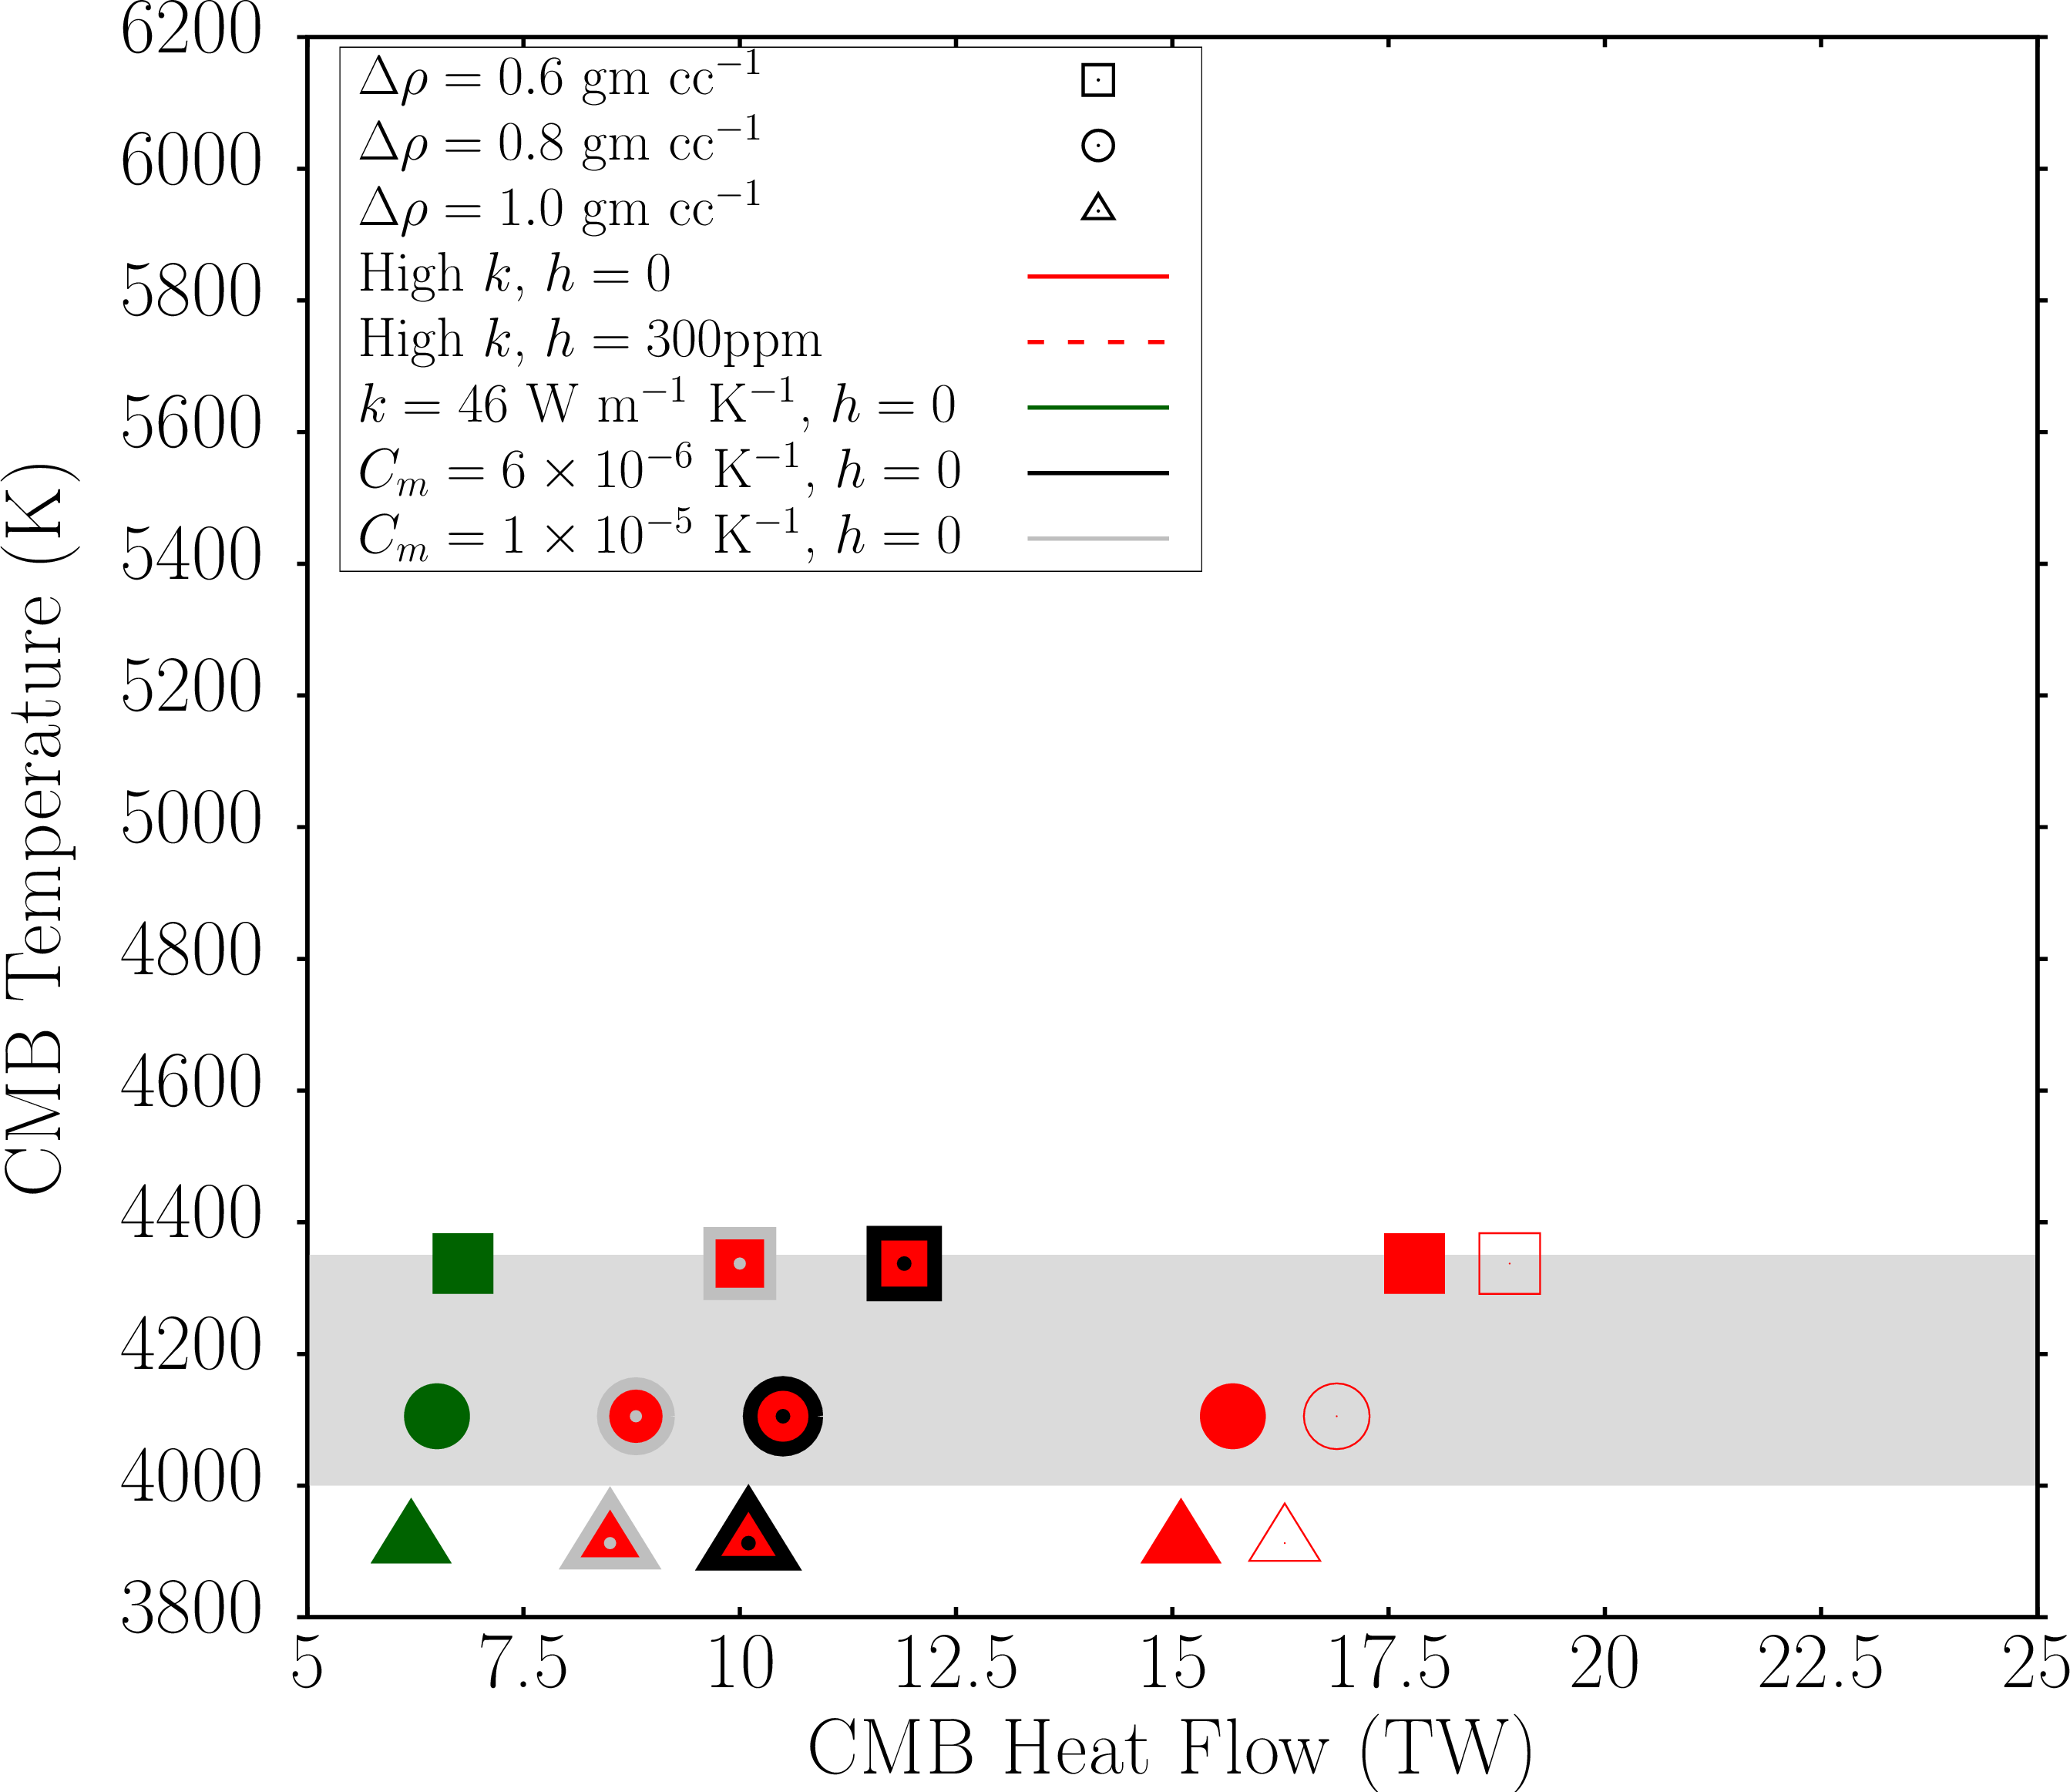 6200
6000
5800
5600
5400
5200
5000
4800
4600
4400
4200
4000
3800
CMB Temperature (K)
Δρ = 0.6 gm cc⁻¹
Δρ = 0.8 gm cc⁻¹
Δρ = 1.0 gm cc⁻¹
High k, h = 0
High k, h = 300ppm
k = 46 W m⁻¹ K⁻¹, h = 0
Cₘ = 6 × 10⁻⁶ K⁻¹, h = 0
Cₘ = 1 × 10⁻⁵ K⁻¹, h = 0
5 7.5 10 12.5 15 17.5 20 22.5 25
CMB Heat Flow (TW)